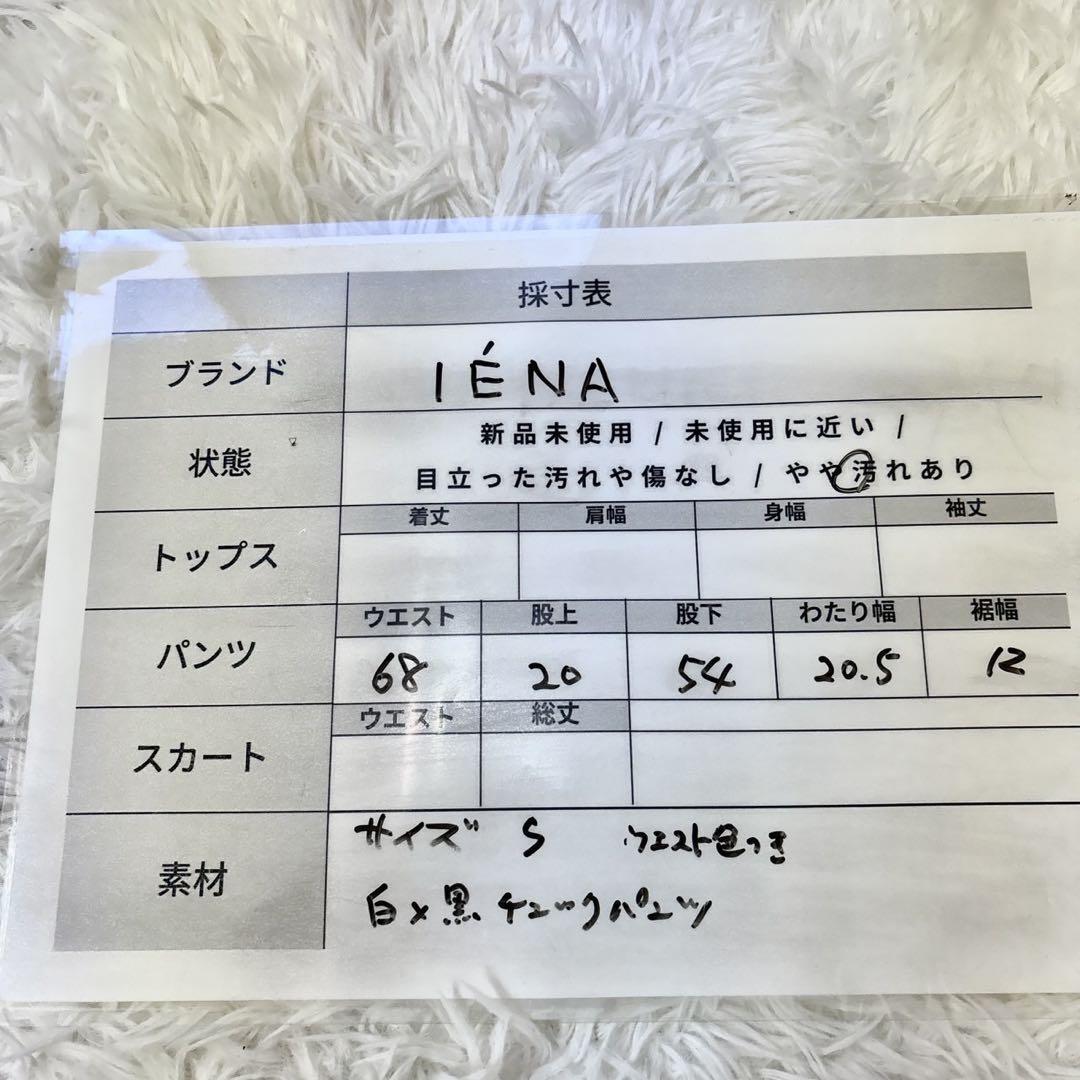 採寸表
ブランド IÉNA
状態 新品未使用 / 未使用に近い /
目立った汚れや傷なし / やや汚れあり
トップス 着丈 肩幅 身幅 袖丈
パンツ ウエスト 股上 股下 わたり幅 裾幅
68 20 54 20.5 12
スカート ウエスト 総丈
素材 サイズ S ウエスト色つき
白×黒 チェックパンツ